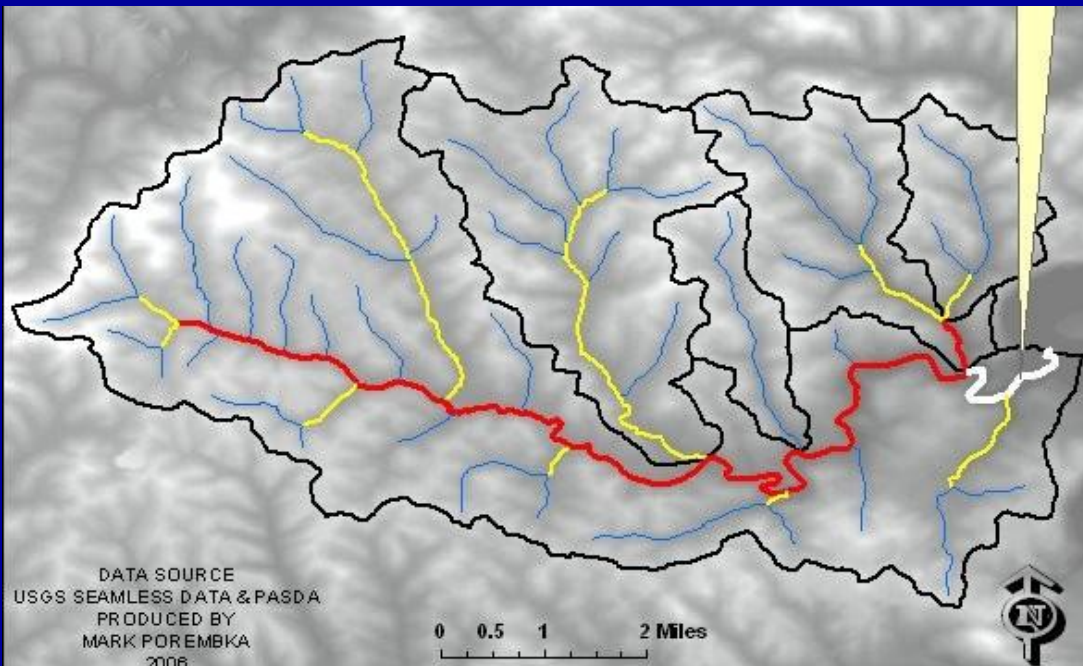 DATA SOURCE
USGS SEAMLESS DATA & PASDA
PRODUCED BY
MARK POREMBKA
2006
0 0.5 1 2 Miles
N